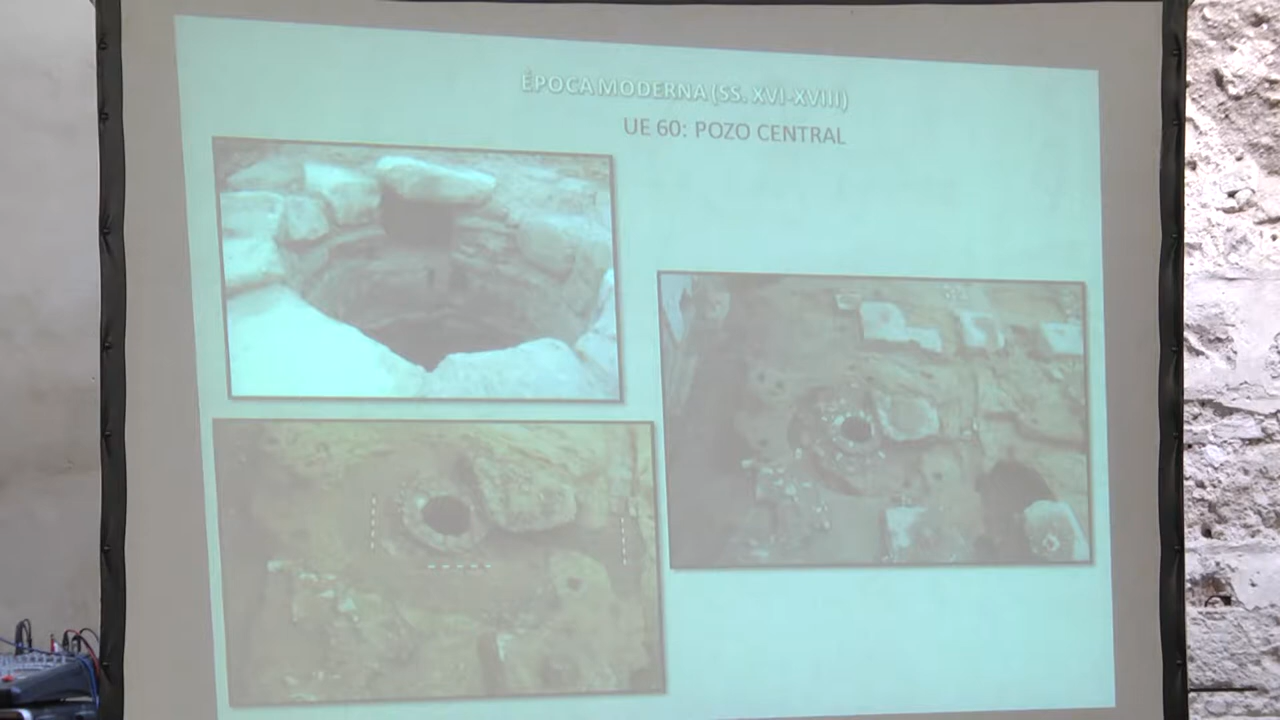 ÉPOCA MODERNA (SS. XVI-XVIII)
UE 60: POZO CENTRAL